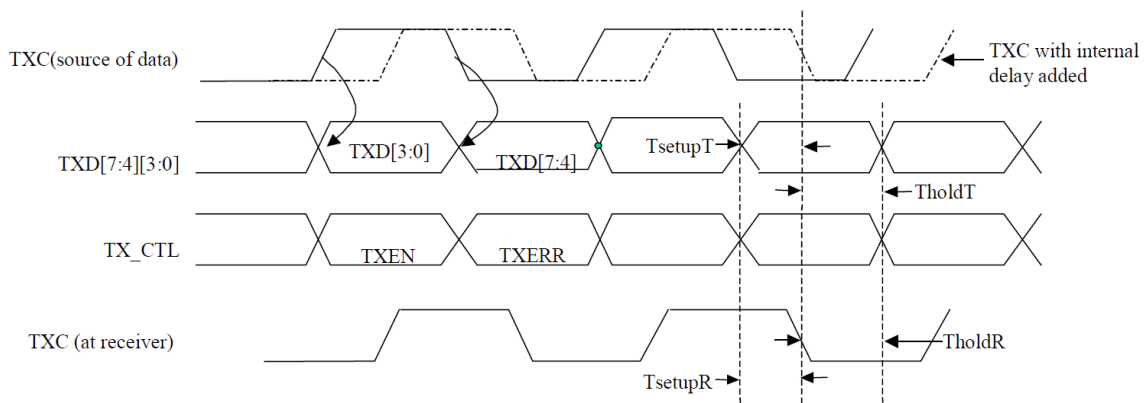 TXC(source of data)
TXC with internal
delay added
TXD[7:4][3:0]
TXD[3:0]
TXD[7:4]
TsetupT
TholdT
TX_CTL
TXEN
TXERR
TXC (at receiver)
TholdR
TsetupR